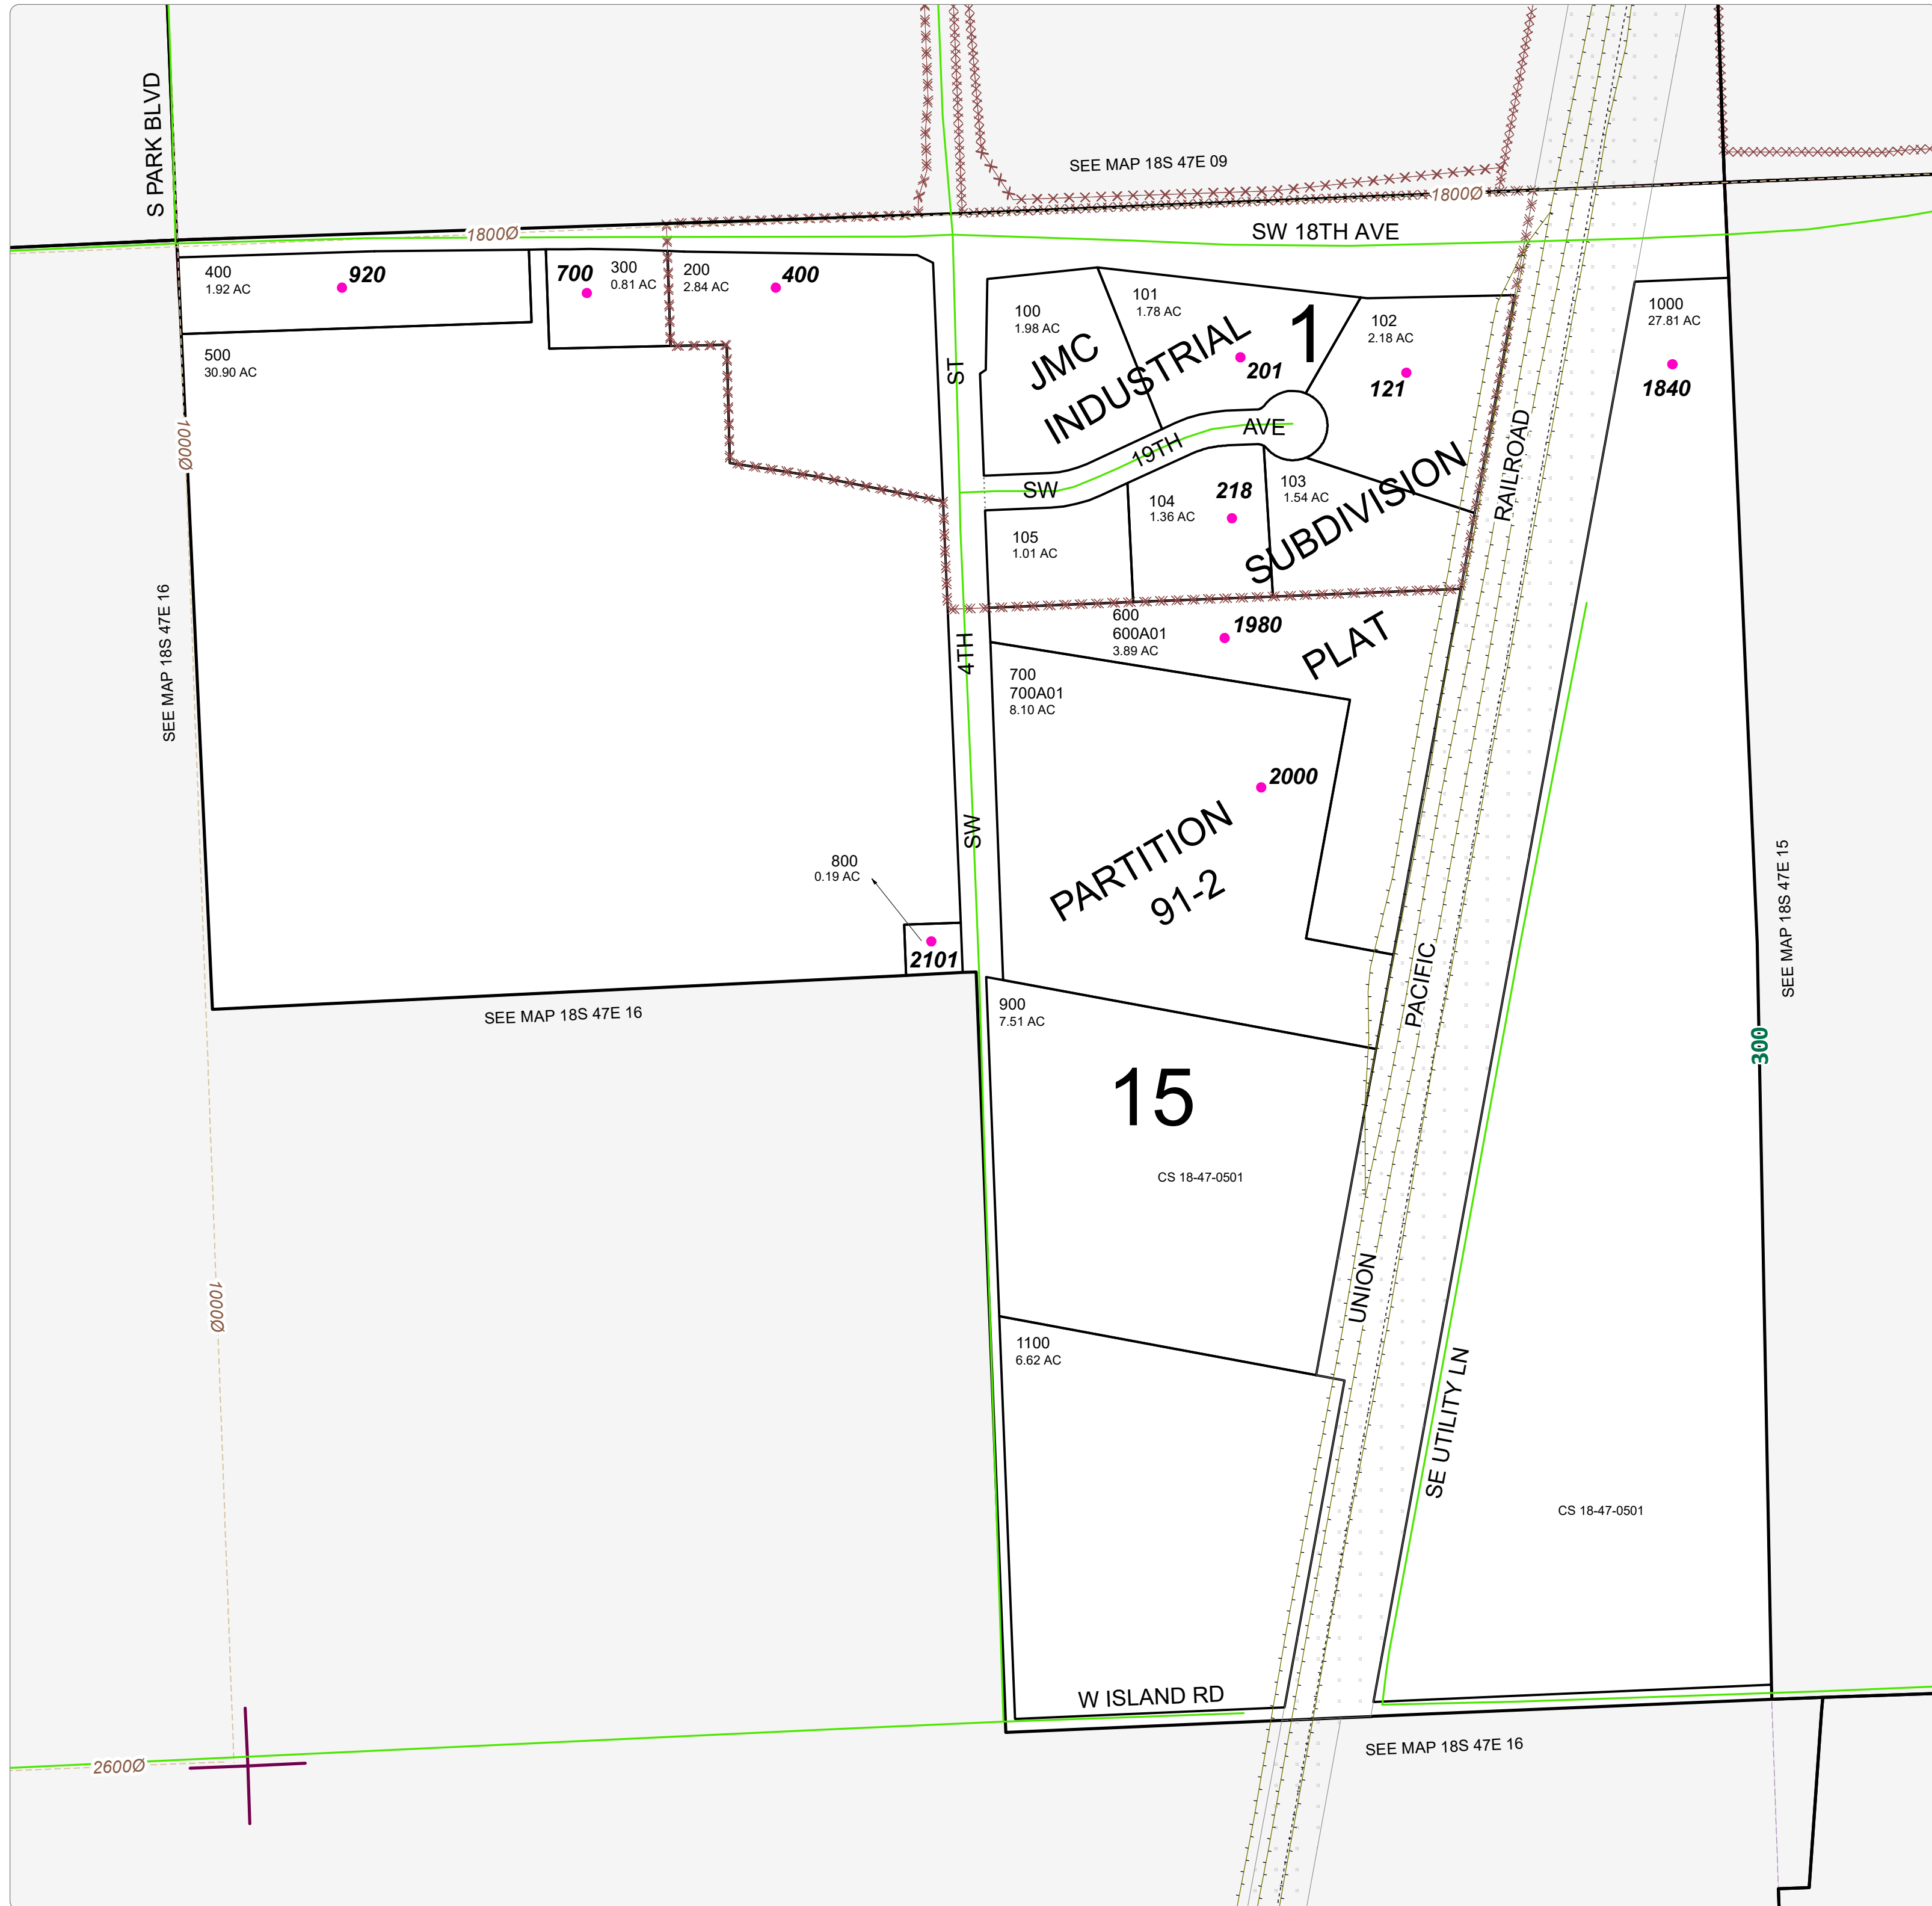 S PARK BLVD
SEE MAP 18S 47E 09
1800Ø
1800Ø
SW 18TH AVE
400
1.92 AC
920
700
300
0.81 AC
200
2.84 AC
400
100
1.98 AC
101
1.78 AC
1
102
2.18 AC
1000
27.81 AC
500
30.90 AC
JMC
INDUSTRIAL
SUBDIVISION
201
121
1840
ST
1000Ø
SW 19TH AVE
RAILROAD
218
103
1.54 AC
104
1.36 AC
105
1.01 AC
SEE MAP 18S 47E 16
600
600A01
3.89 AC
1980
4TH
PLAT
700
700A01
8.10 AC
2000
SW
PARTITION
91-2
800
0.19 AC
2101
SEE MAP 18S 47E 15
PACIFIC
SEE MAP 18S 47E 16
900
7.51 AC
300
15
CS 18-47-0501
1000Ø
UNION
1100
6.62 AC
SE UTILITY LN
CS 18-47-0501
W ISLAND RD
SEE MAP 18S 47E 16
2600Ø